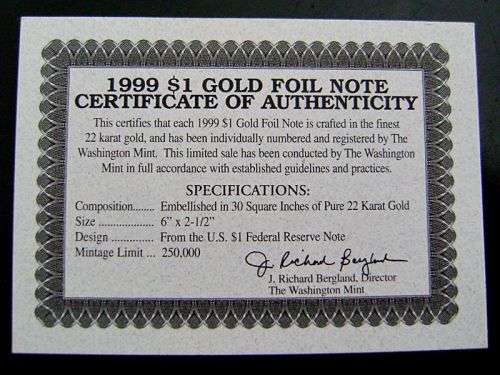 1999 $1 GOLD FOIL NOTE
CERTIFICATE OF AUTHENTICITY
This certifies that each 1999 $1 Gold Foil Note is crafted in the finest
22 karat gold, and has been individually numbered and registered by The
Washington Mint. This limited sale has been conducted by The Washington
Mint in full accordance with established guidelines and practices.
SPECIFICATIONS:
Composition........ Embellished in 30 Square Inches of Pure 22 Karat Gold
Size ................... 6" x 2-1/2"
Design ............... From the U.S. $1 Federal Reserve Note
Mintage Limit ... 250,000
J. Richard Bergland
J. Richard Bergland, Director
The Washington Mint